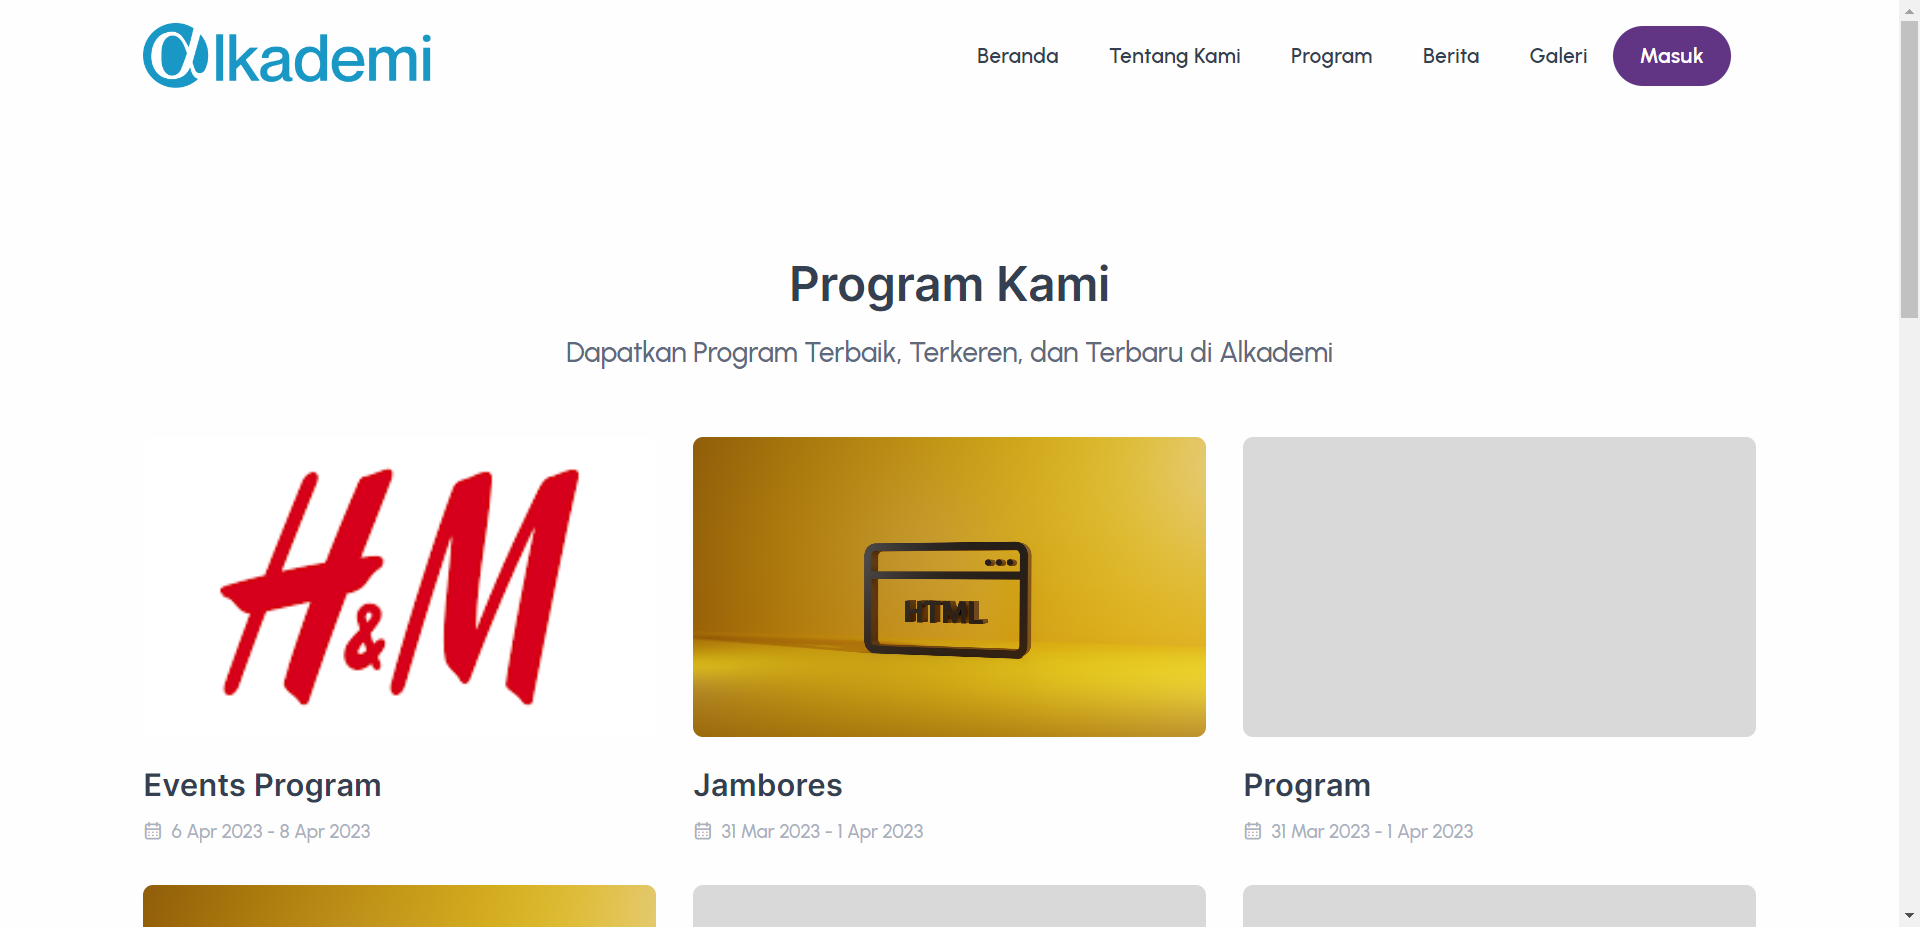 alkademi
Beranda Tentang Kami Program Berita Galeri Masuk
Program Kami
Dapatkan Program Terbaik, Terkeren, dan Terbaru di Alkademi
H&M
HTML
Events Program
6 Apr 2023 - 8 Apr 2023
Jambores
31 Mar 2023 - 1 Apr 2023
Program
31 Mar 2023 - 1 Apr 2023